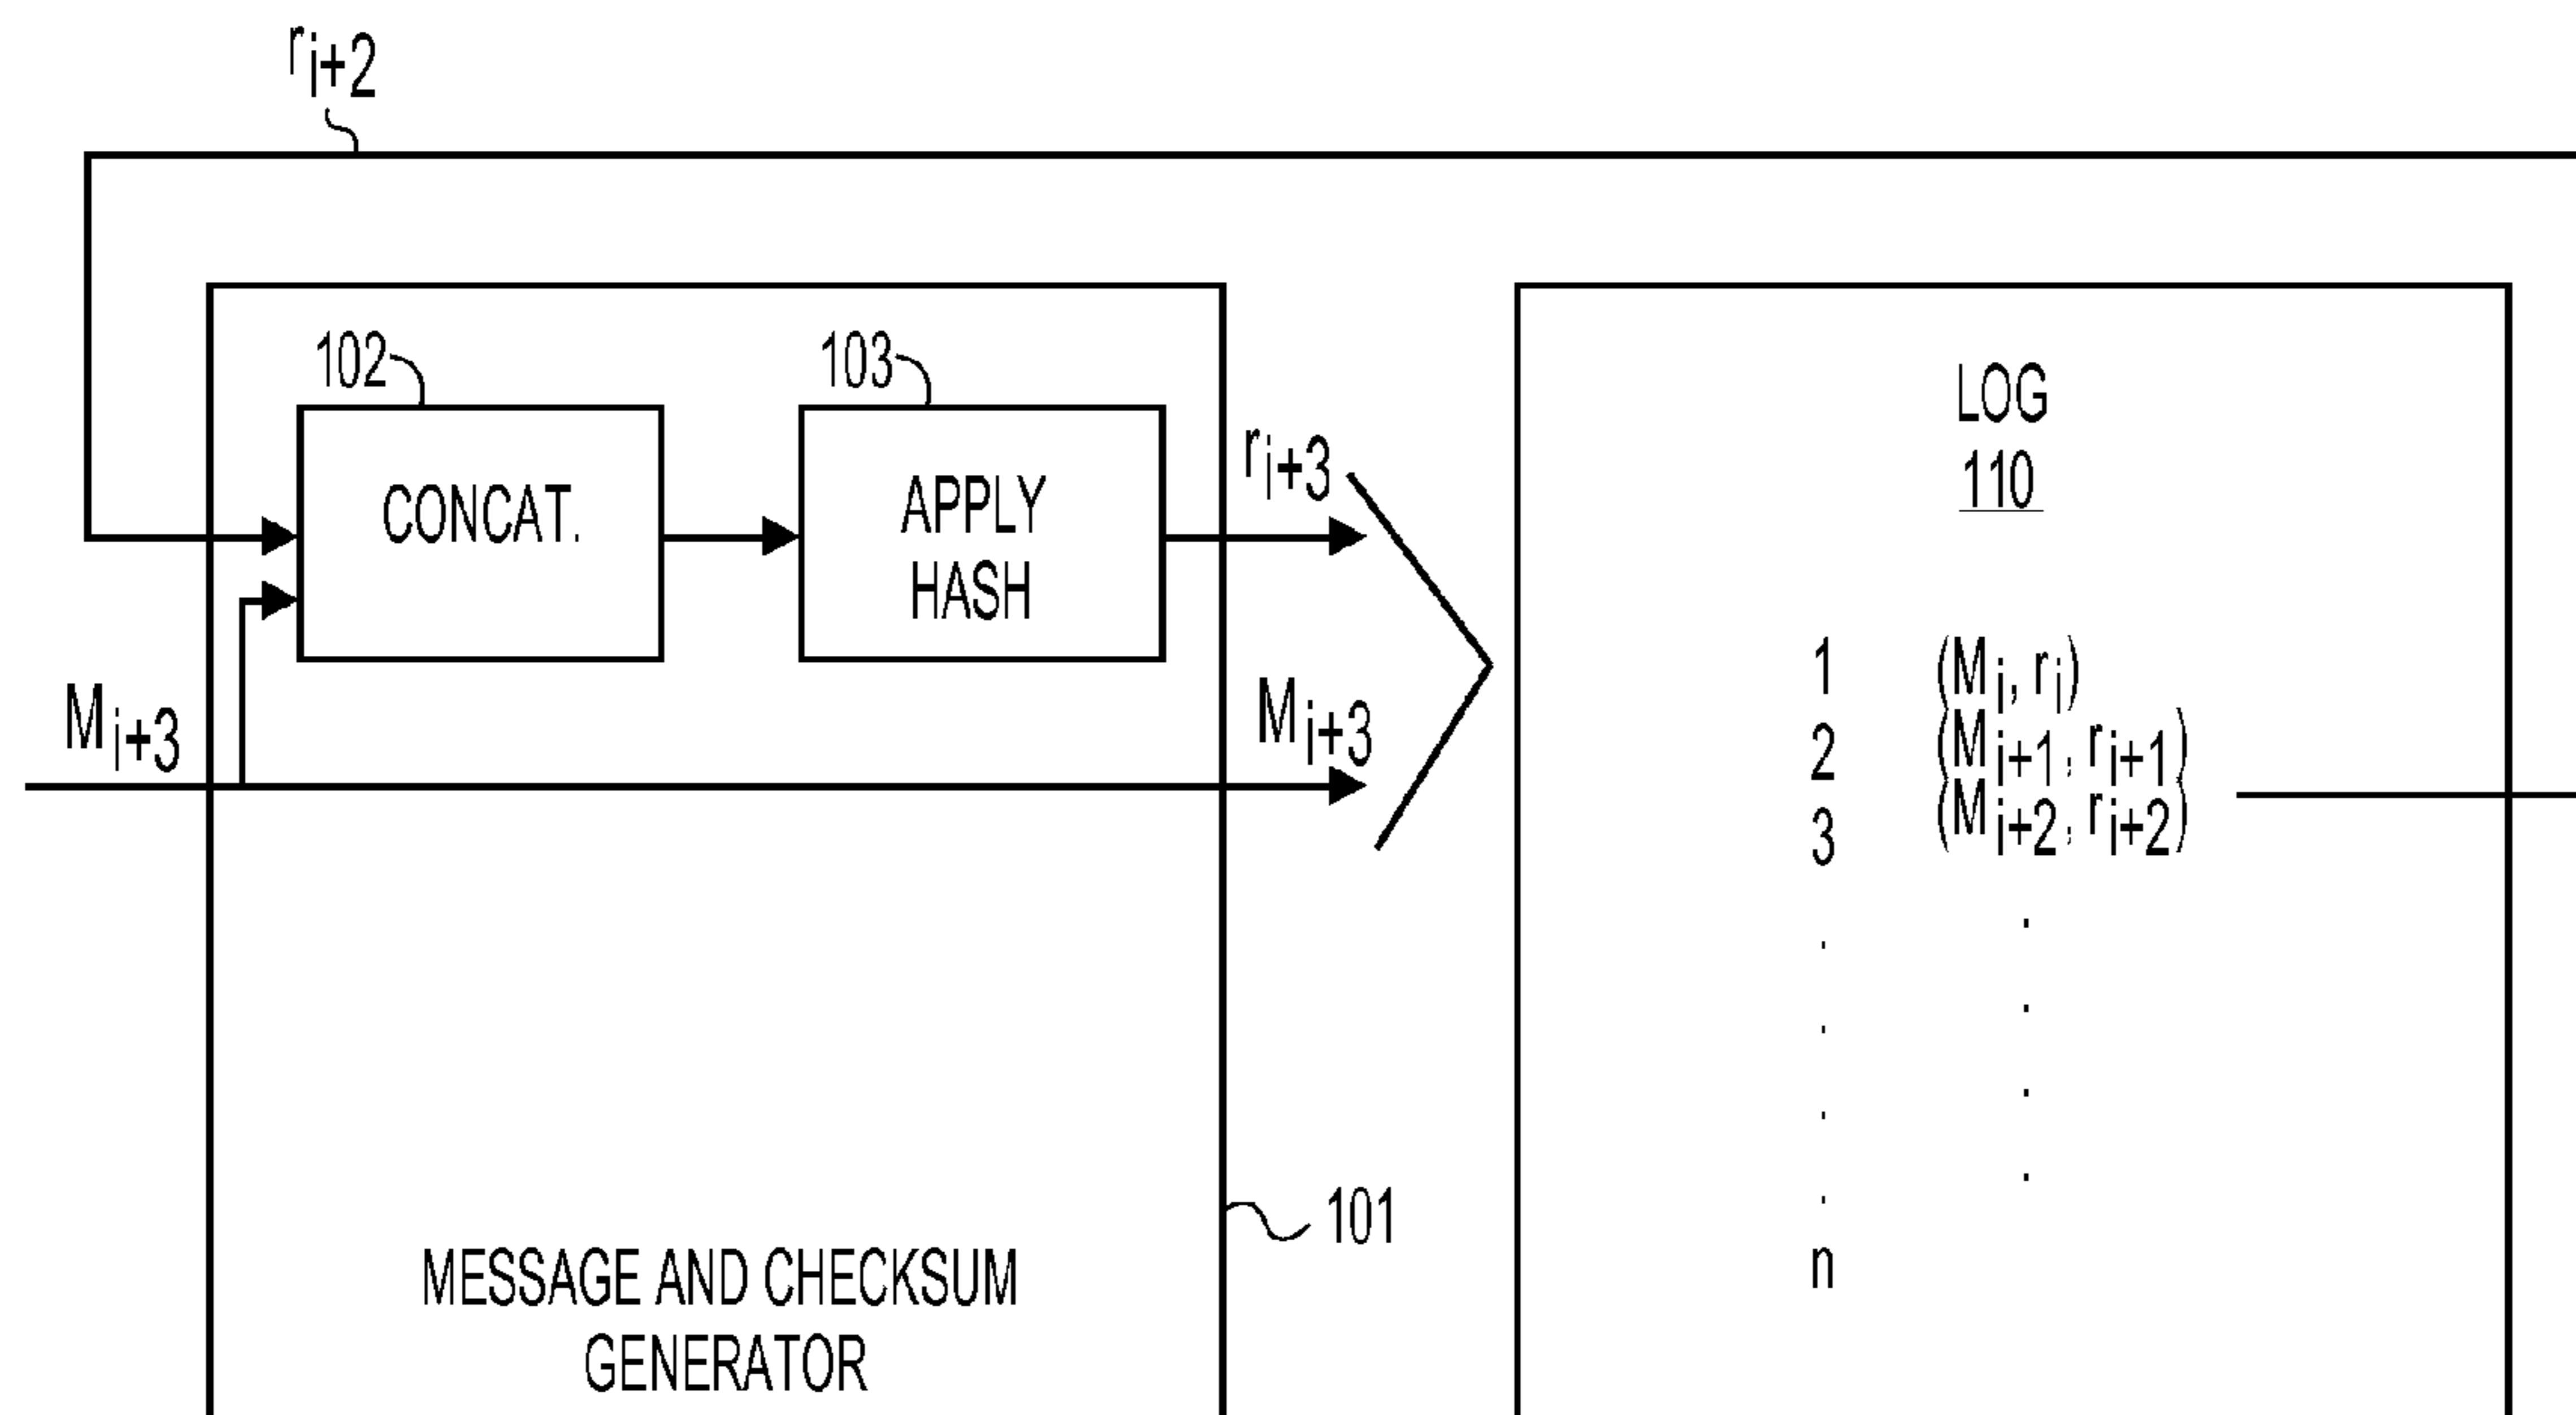 r i+2
102
103
CONCAT.
APPLY
HASH
r i+3
M i+3
M i+3
MESSAGE AND CHECKSUM
GENERATOR
101
LOG
110
1 (M i, r i)
2 (M i+1, r i+1)
3 (M i+2, r i+2)
. .
. .
. .
. .
n